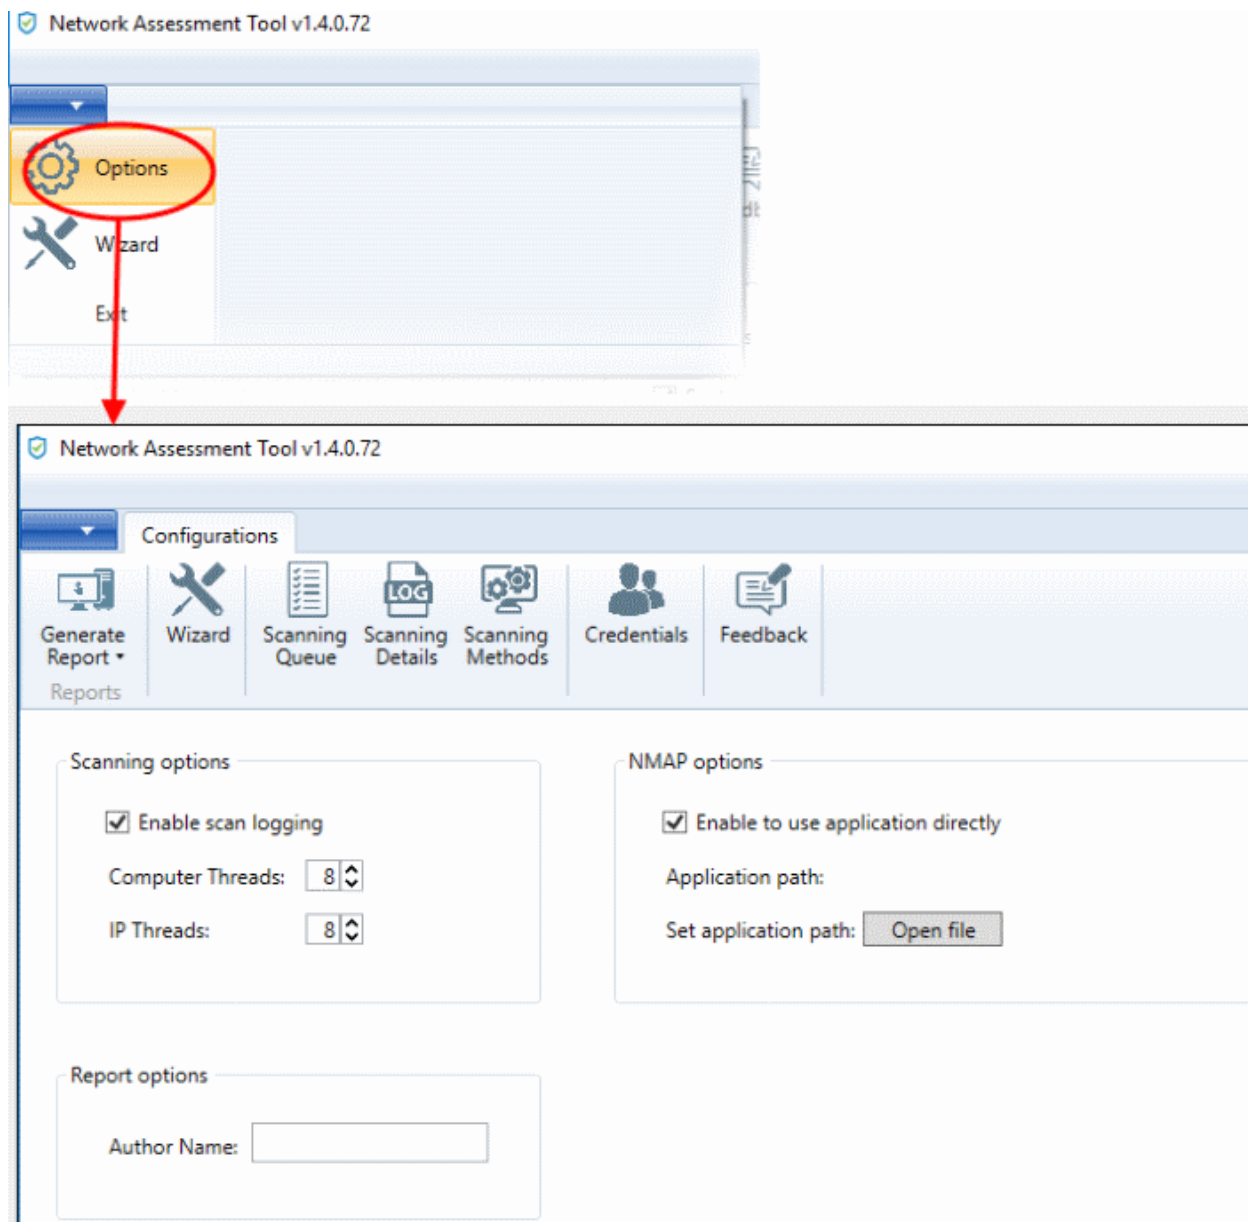 Network Assessment Tool v1.4.0.72
Options
Wizard
Exit
Network Assessment Tool v1.4.0.72
Configurations
LOG
Generate Report
Wizard
Scanning Queue
Scanning Details
Scanning Methods
Credentials
Feedback
Reports
Scanning options
Enable scan logging
Computer Threads: 8
IP Threads: 8
NMAP options
Enable to use application directly
Application path:
Set application path: Open file
Report options
Author Name: